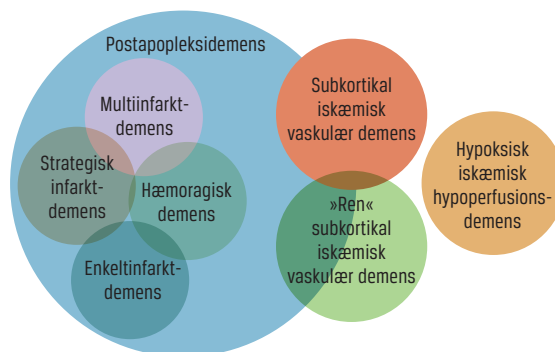 Postapopleksidemens
Multiinfarkt-
demens
Strategisk
infarkt-
demens
Hæmoragisk
demens
Enkeltinfarkt-
demens
Subkortikal
iskæmisk
vaskulær demens
»Ren«
subkortikal
iskæmisk
vaskulær demens
Hypoksisk
iskæmisk
hypoperfusions-
demens